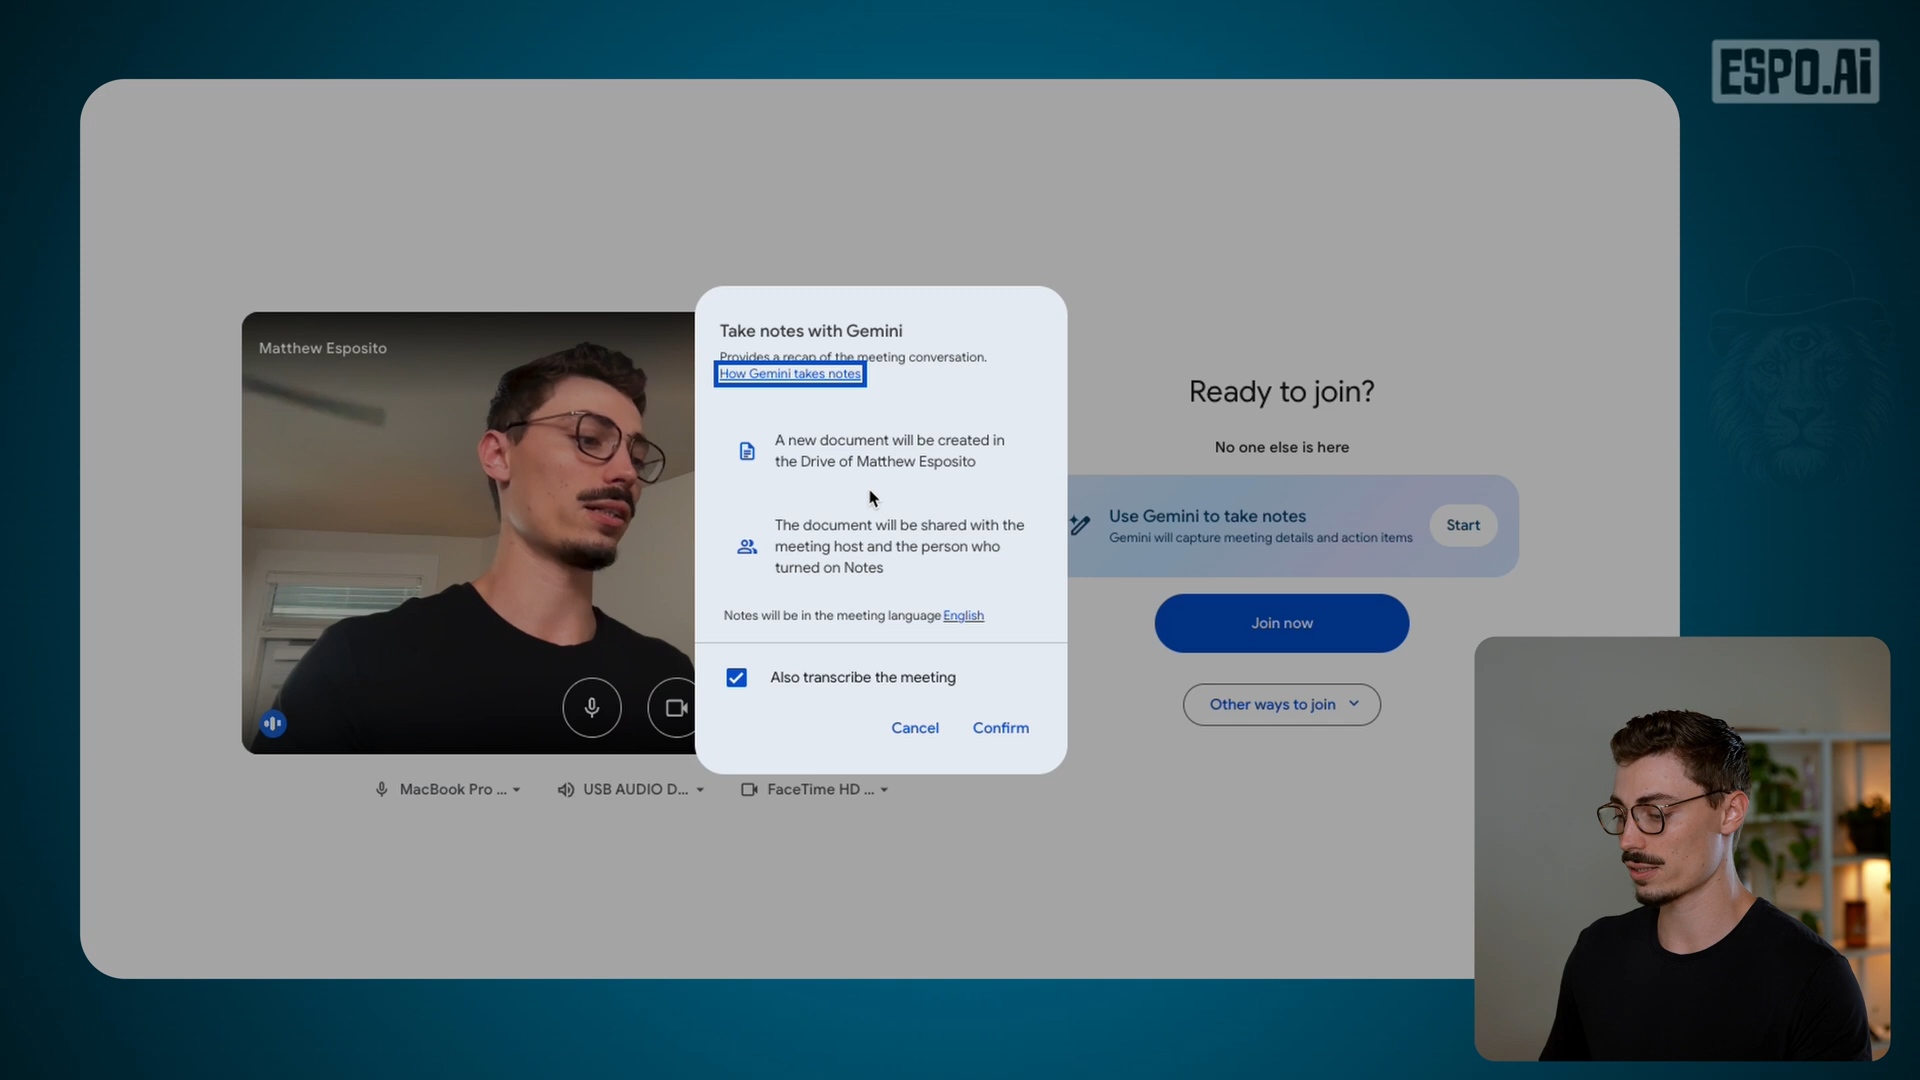 ESPO.Ai
Matthew Esposito
Take notes with Gemini
Provides a recap of the meeting conversation.
How Gemini takes notes
A new document will be created in
the Drive of Matthew Esposito
The document will be shared with the
meeting host and the person who
turned on Notes
Notes will be in the meeting language English
Also transcribe the meeting
Cancel Confirm
Ready to join?
No one else is here
Use Gemini to take notes
Gemini will capture meeting details and action items
Start
Join now
Other ways to join
MacBook Pro ... USB AUDIO D... FaceTime HD ...